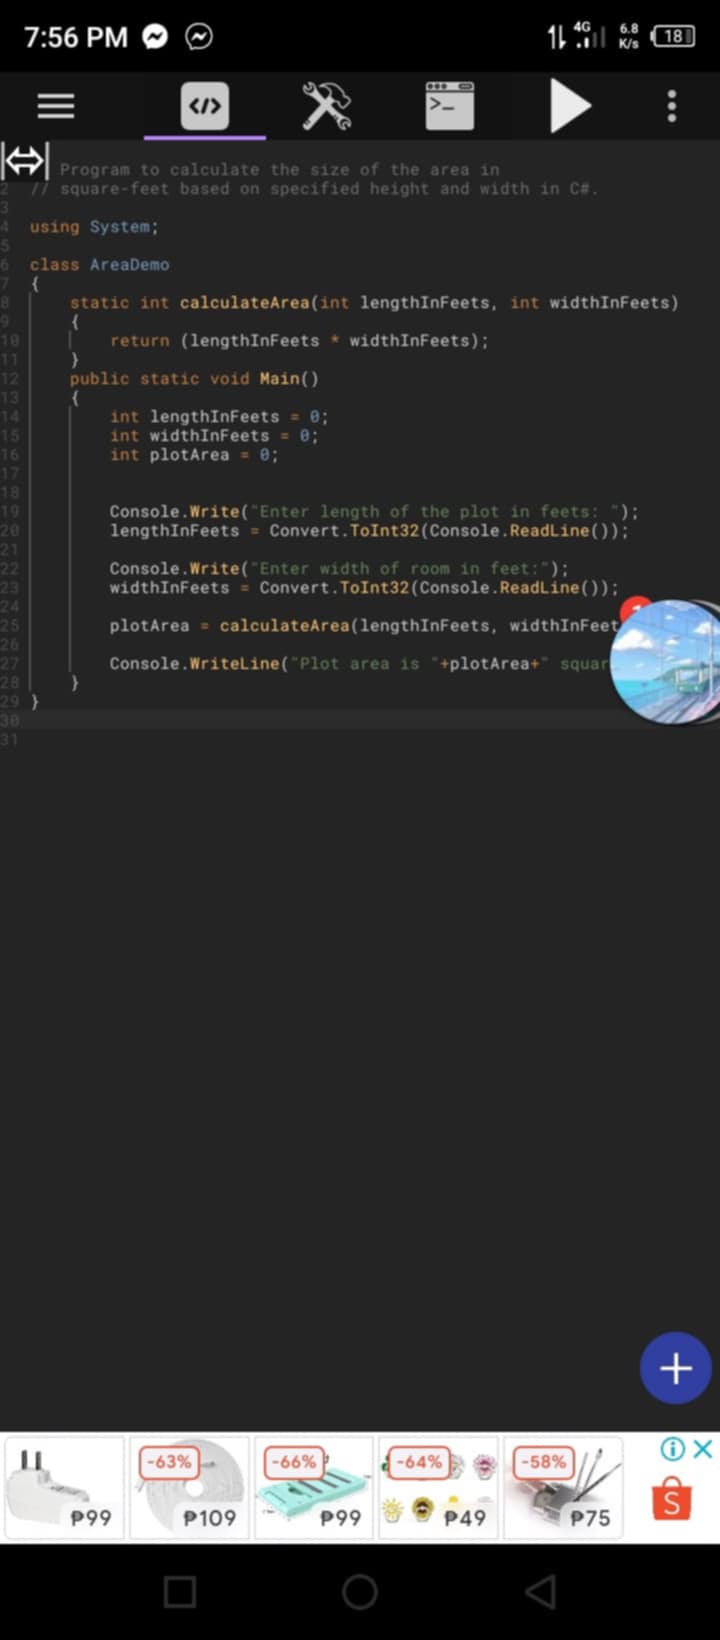 7:56 PM 4G 6.8 K/s 18
</>
>_
Program to calculate the size of the area in
2 // square-feet based on specified height and width in C#.
3
4 using System;
5
6 class AreaDemo
7 {
8 static int calculateArea(int lengthInFeets, int widthInFeets)
9 {
10 return (lengthInFeets * widthInFeets);
11 }
12 public static void Main()
13 {
14 int lengthInFeets = 0;
15 int widthInFeets = 0;
16 int plotArea = 0;
17
18
19 Console.Write("Enter length of the plot in feets: ");
20 lengthInFeets = Convert.ToInt32(Console.ReadLine());
21
22 Console.Write("Enter width of room in feet:");
23 widthInFeets = Convert.ToInt32(Console.ReadLine());
24
25 plotArea = calculateArea(lengthInFeets, widthInFeet
26
27 Console.WriteLine("Plot area is "+plotArea+" squar
28 }
29 }
30
31
+
-63% -66% -64% -58%
₱99 ₱109 ₱99 ₱49 ₱75 S